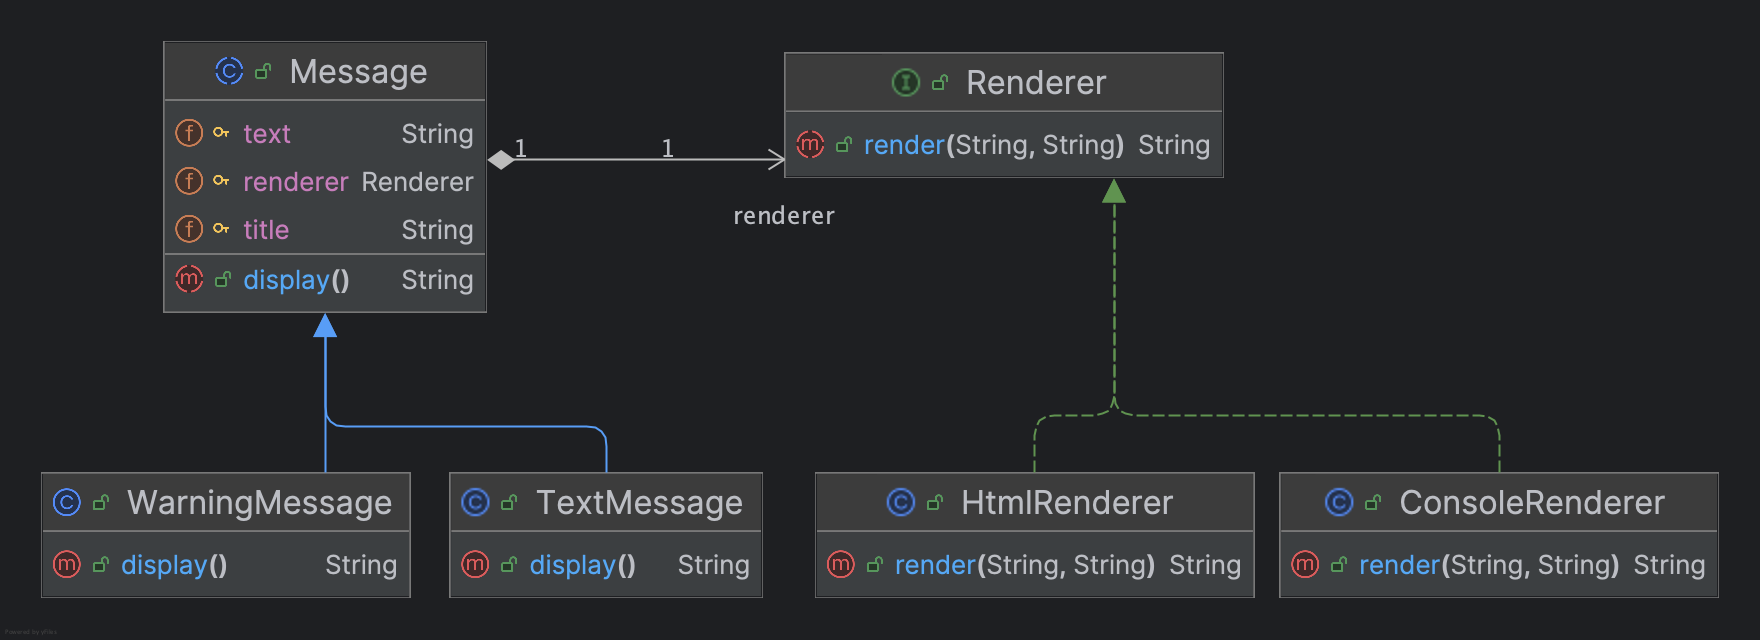 Message
text String
renderer Renderer
title String
display() String
1 1
renderer
Renderer
render(String, String) String
WarningMessage
display() String
TextMessage
display() String
HtmlRenderer
render(String, String) String
ConsoleRenderer
render(String, String) String